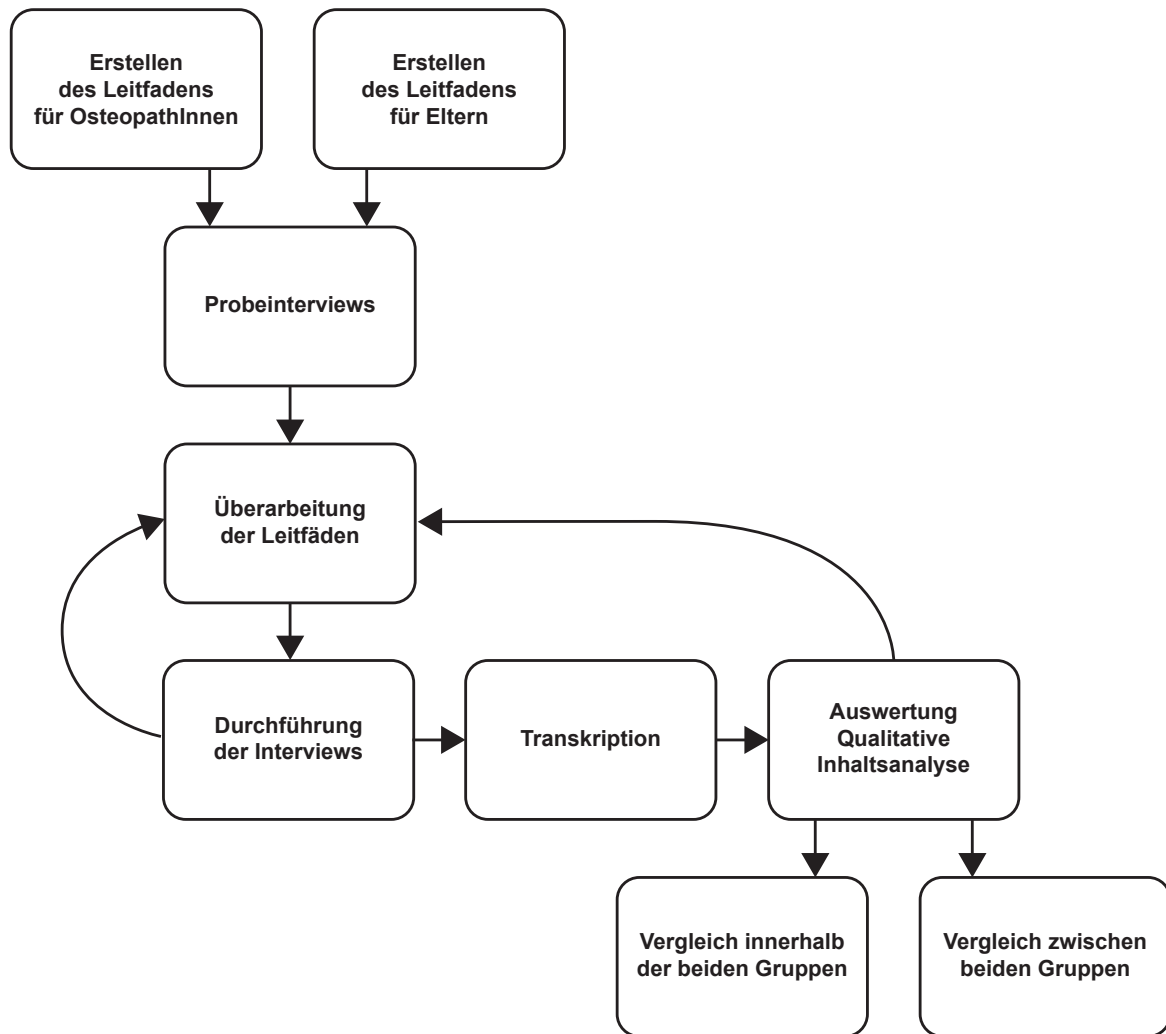 Erstellen
des Leitfadens
für OsteopathInnen
Erstellen
des Leitfadens
für Eltern
Probeinterviews
Überarbeitung
der Leitfäden
Durchführung
der Interviews
Transkription
Auswertung
Qualitative
Inhaltsanalyse
Vergleich innerhalb
der beiden Gruppen
Vergleich zwischen
beiden Gruppen